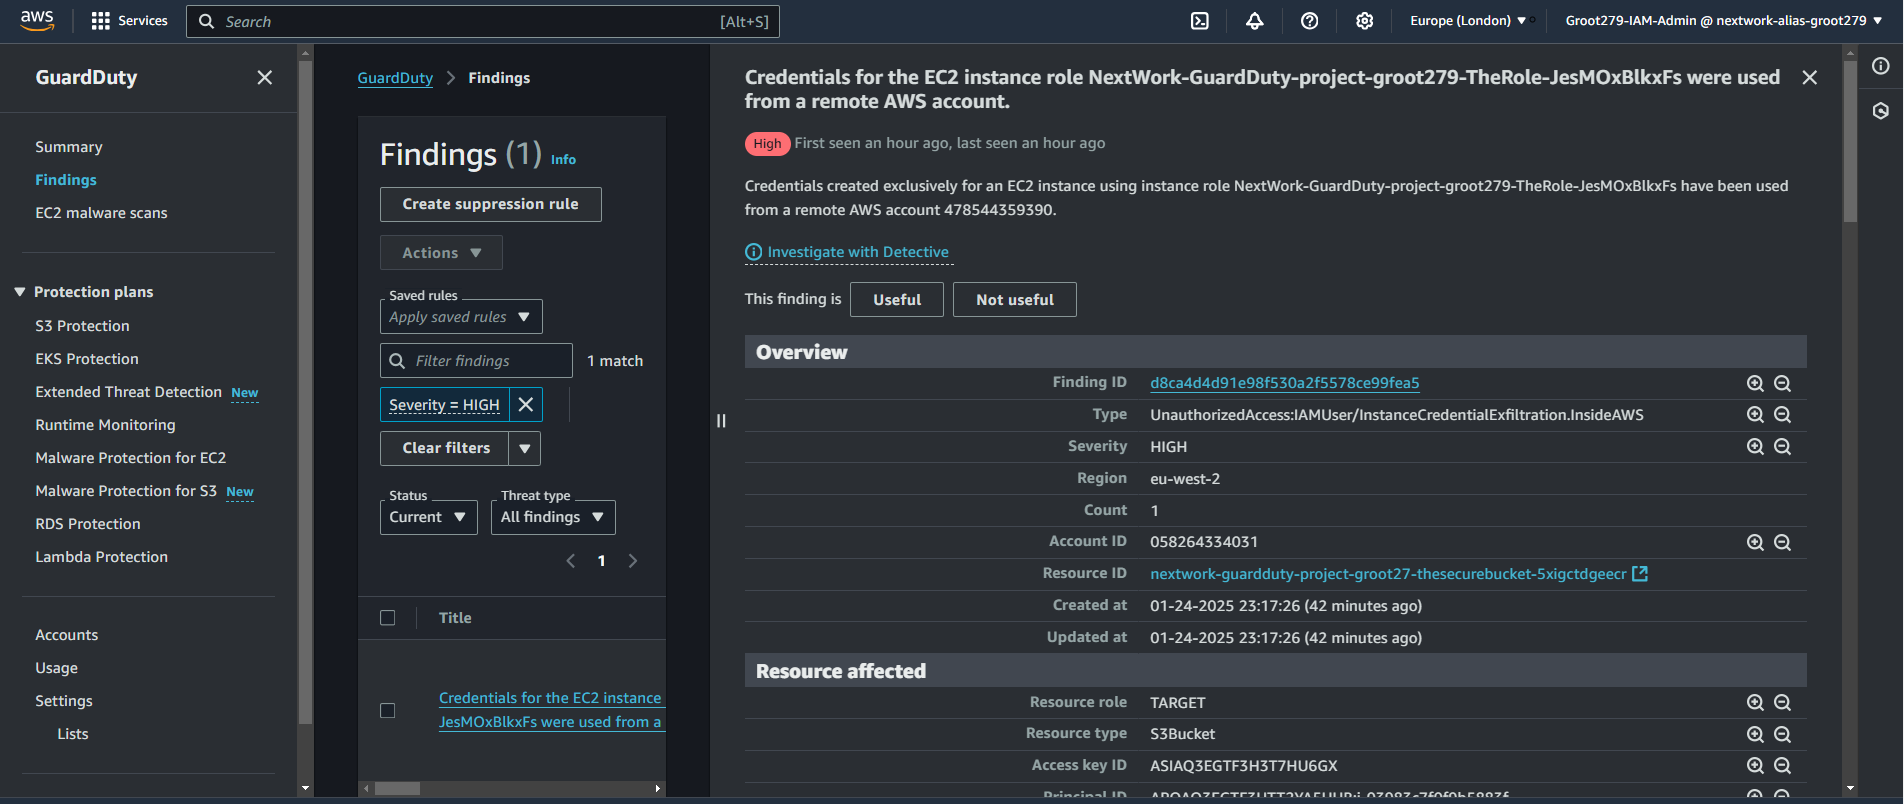 aws
Services
Search
[Alt+S]
Europe (London)
Groot279-IAM-Admin @ nextwork-alias-groot279
GuardDuty
Summary
Findings
EC2 malware scans
Protection plans
S3 Protection
EKS Protection
Extended Threat Detection New
Runtime Monitoring
Malware Protection for EC2
Malware Protection for S3 New
RDS Protection
Lambda Protection
Accounts
Usage
Settings
Lists
GuardDuty
Findings
Findings (1) Info
Create suppression rule
Actions
Saved rules
Apply saved rules
Filter findings
1 match
Severity = HIGH
Clear filters
Status
Current
Threat type
All findings
1
Title
Credentials for the EC2 instance
JesMOxBlkxFs were used from a
Credentials for the EC2 instance role NextWork-GuardDuty-project-groot279-TheRole-JesMOxBlkxFs were used
from a remote AWS account.
High First seen an hour ago, last seen an hour ago
Credentials created exclusively for an EC2 instance using instance role NextWork-GuardDuty-project-groot279-TheRole-JesMOxBlkxFs have been used
from a remote AWS account 478544359390.
Investigate with Detective
This finding is
Useful
Not useful
Overview
Finding ID d8ca4d4d91e98f530a2f5578ce99fea5
Type UnauthorizedAccess:IAMUser/InstanceCredentialExfiltration.InsideAWS
Severity HIGH
Region eu-west-2
Count 1
Account ID 058264334031
Resource ID nextwork-guardduty-project-groot27-thesecurebucket-5xigctdgeecr
Created at 01-24-2025 23:17:26 (42 minutes ago)
Updated at 01-24-2025 23:17:26 (42 minutes ago)
Resource affected
Resource role TARGET
Resource type S3Bucket
Access key ID ASIAQ3EGTF3H3T7HU6GX
Principal ID